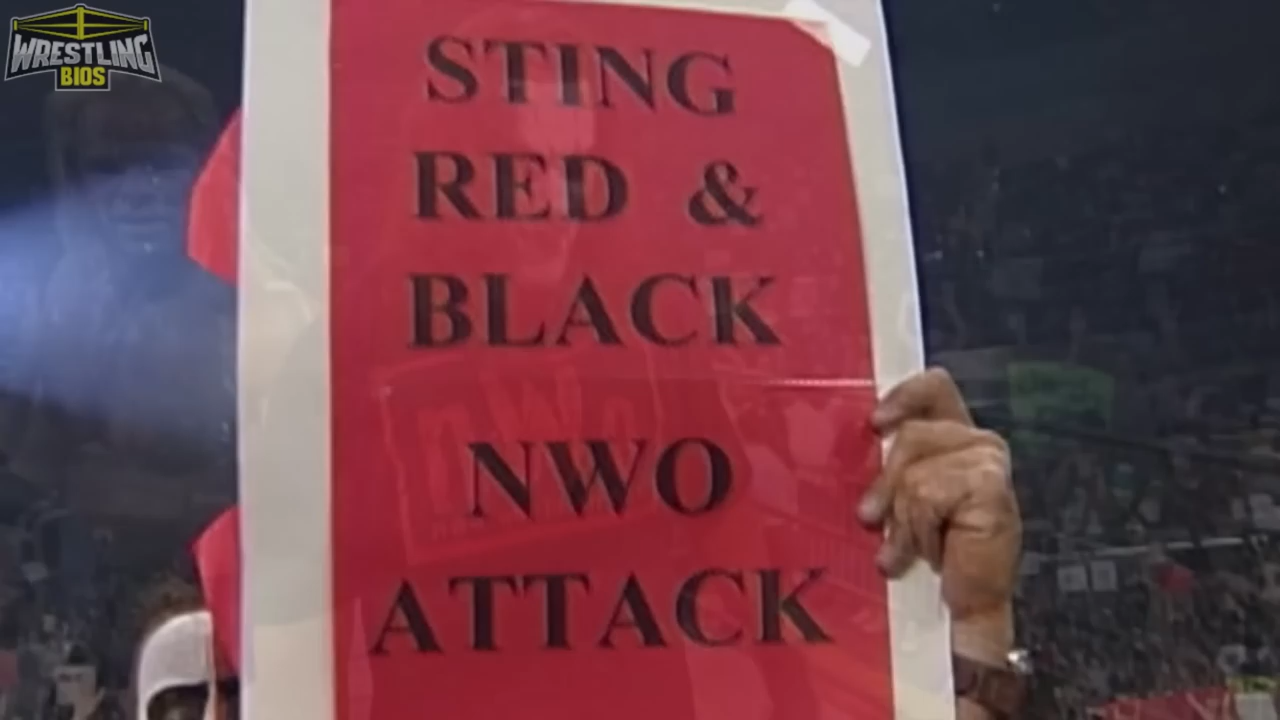 WRESTLING
BIOS
STING
RED &
BLACK
NWO
ATTACK